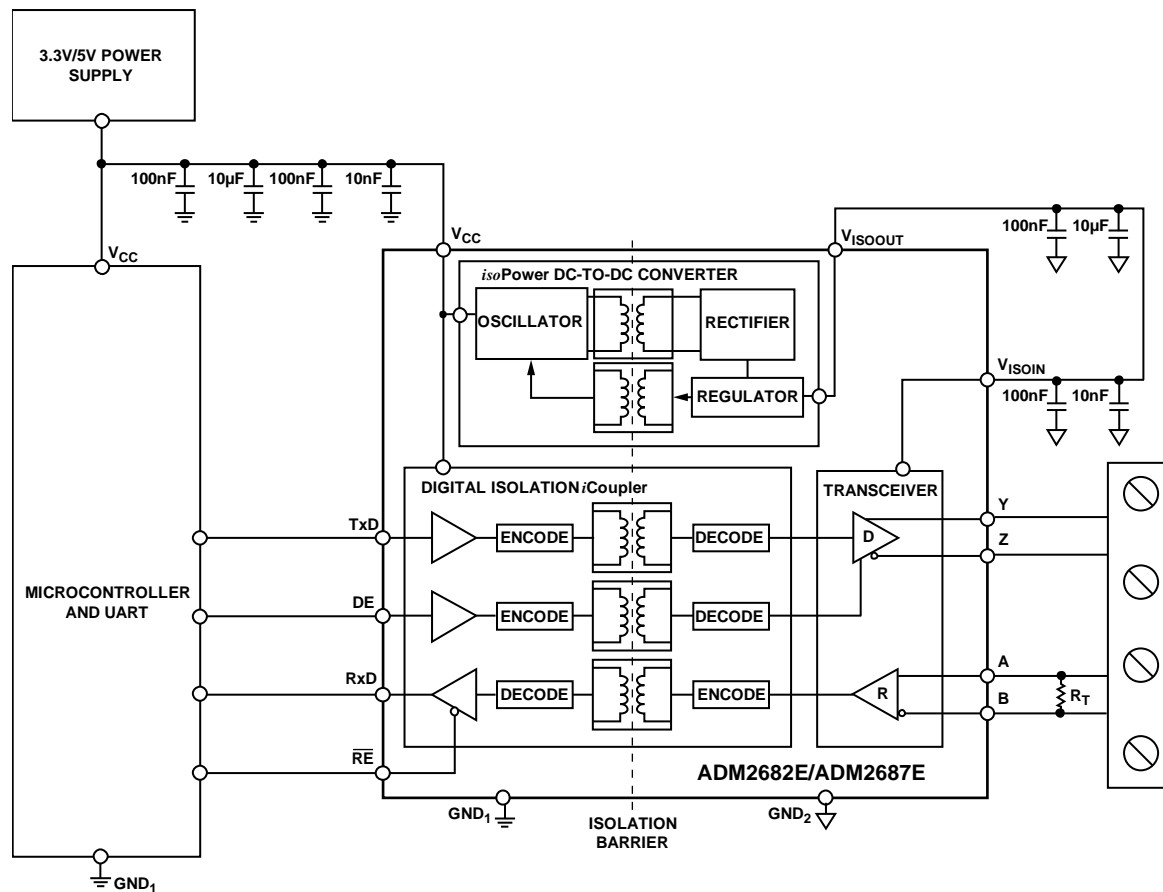 3.3V/5V POWER
SUPPLY
100nF
10µF
100nF
10nF
VCC
VCC
VISOOUT
100nF
10µF
isoPower DC-TO-DC CONVERTER
OSCILLATOR
RECTIFIER
REGULATOR
VISOIN
100nF
10nF
DIGITAL ISOLATION iCoupler
TRANSCEIVER
TxD
ENCODE
DECODE
D
Y
Z
MICROCONTROLLER
AND UART
DE
ENCODE
DECODE
RxD
DECODE
ENCODE
R
A
B
RT
RE
ADM2682E/ADM2687E
GND1
GND2
ISOLATION
BARRIER
GND1